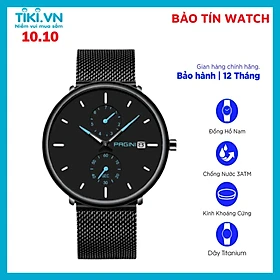 TIKI.VN
Niềm vui mua sắm
10.10
BẢO TÍN WATCH
Gian hàng chính hãng.
Bảo hành | 12 Tháng
Đồng Hồ Nam
Chống Nước 3ATM
Kính Khoáng Cứng
Dây Titanium
PAGINI